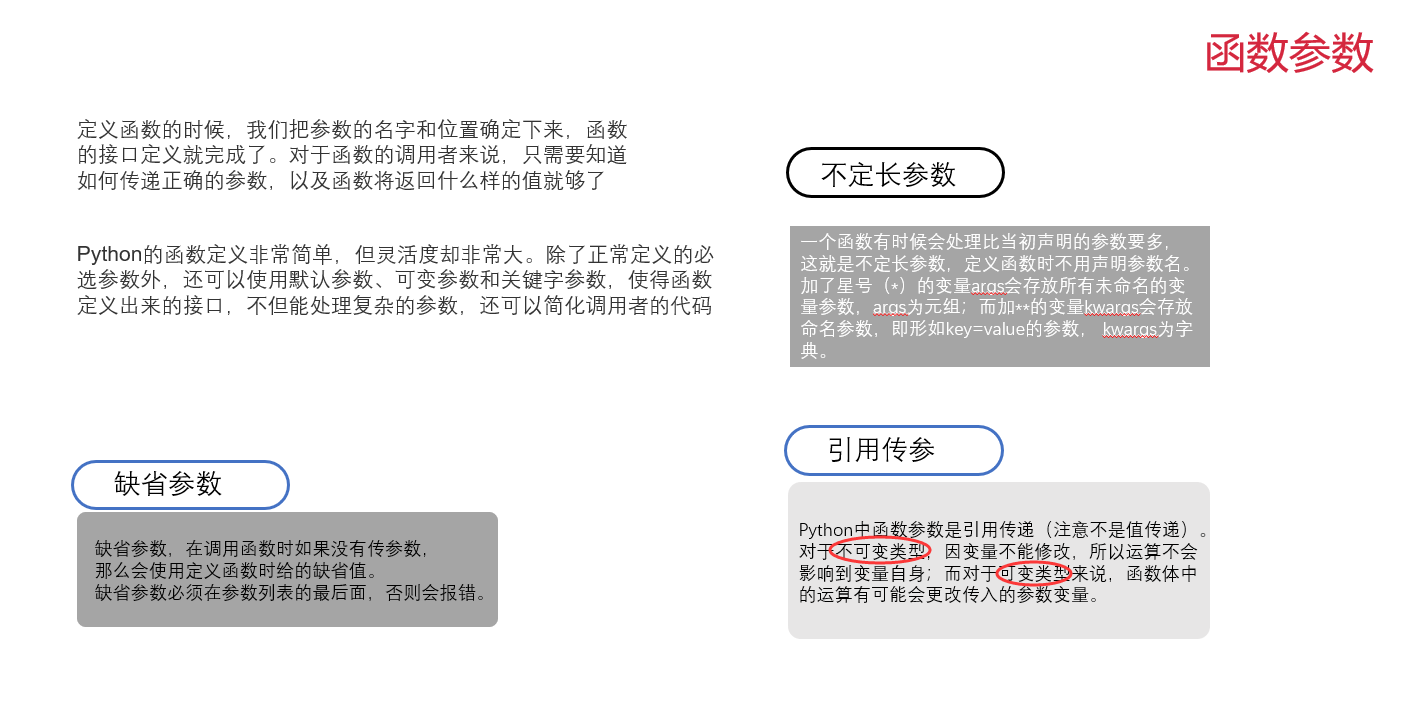 函数参数
定义函数的时候，我们把参数的名字和位置确定下来，函数
的接口定义就完成了。对于函数的调用者来说，只需要知道
如何传递正确的参数，以及函数将返回什么样的值就够了
Python的函数定义非常简单，但灵活度却非常大。除了正常定义的必
选参数外，还可以使用默认参数、可变参数和关键字参数，使得函数
定义出来的接口，不但能处理复杂的参数，还可以简化调用者的代码
缺省参数
缺省参数，在调用函数时如果没有传参数，
那么会使用定义函数时给的缺省值。
缺省参数必须在参数列表的最后面，否则会报错。
不定长参数
一个函数有时候会处理比当初声明的参数要多，
这就是不定长参数，定义函数时不用声明参数名。
加了星号（*）的变量args会存放所有未命名的变
量参数，args为元组；而加**的变量kwargs会存放
命名参数，即形如key=value的参数， kwargs为字
典。
引用传参
Python中函数参数是引用传递（注意不是值传递）。
对于不可变类型，因变量不能修改，所以运算不会
影响到变量自身；而对于可变类型来说，函数体中
的运算有可能会更改传入的参数变量。